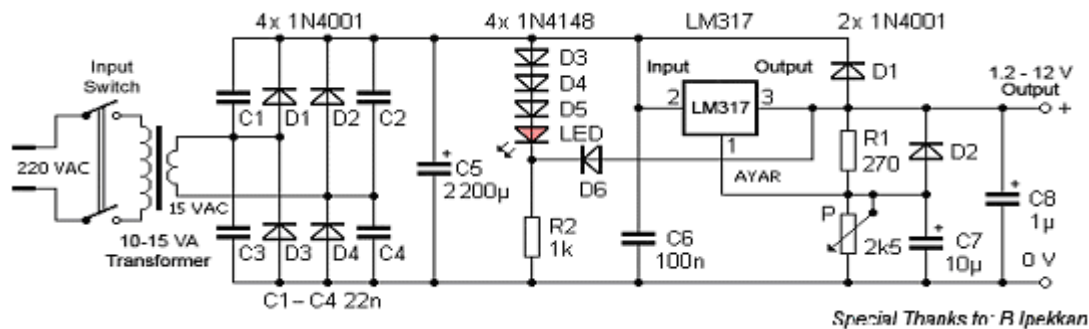 4x 1N4001
4x 1N4148
LM317
2x 1N4001
Input
Switch
220 VAC
15 VAC
10-15 VA
Transformer
C1
D1
D2
C2
C3
D3
D4
C4
C1 – C4 22n
+
C5
2200µ
D3
D4
D5
LED
D6
R2
1k
C6
100n
Input
Output
2
LM317
3
1
AYAR
D1
R1
270
D2
P
2k5
+
C7
10µ
+
C8
1µ
1.2 - 12 V
Output
+
0 V
Special Thanks to: B.Ipekkan